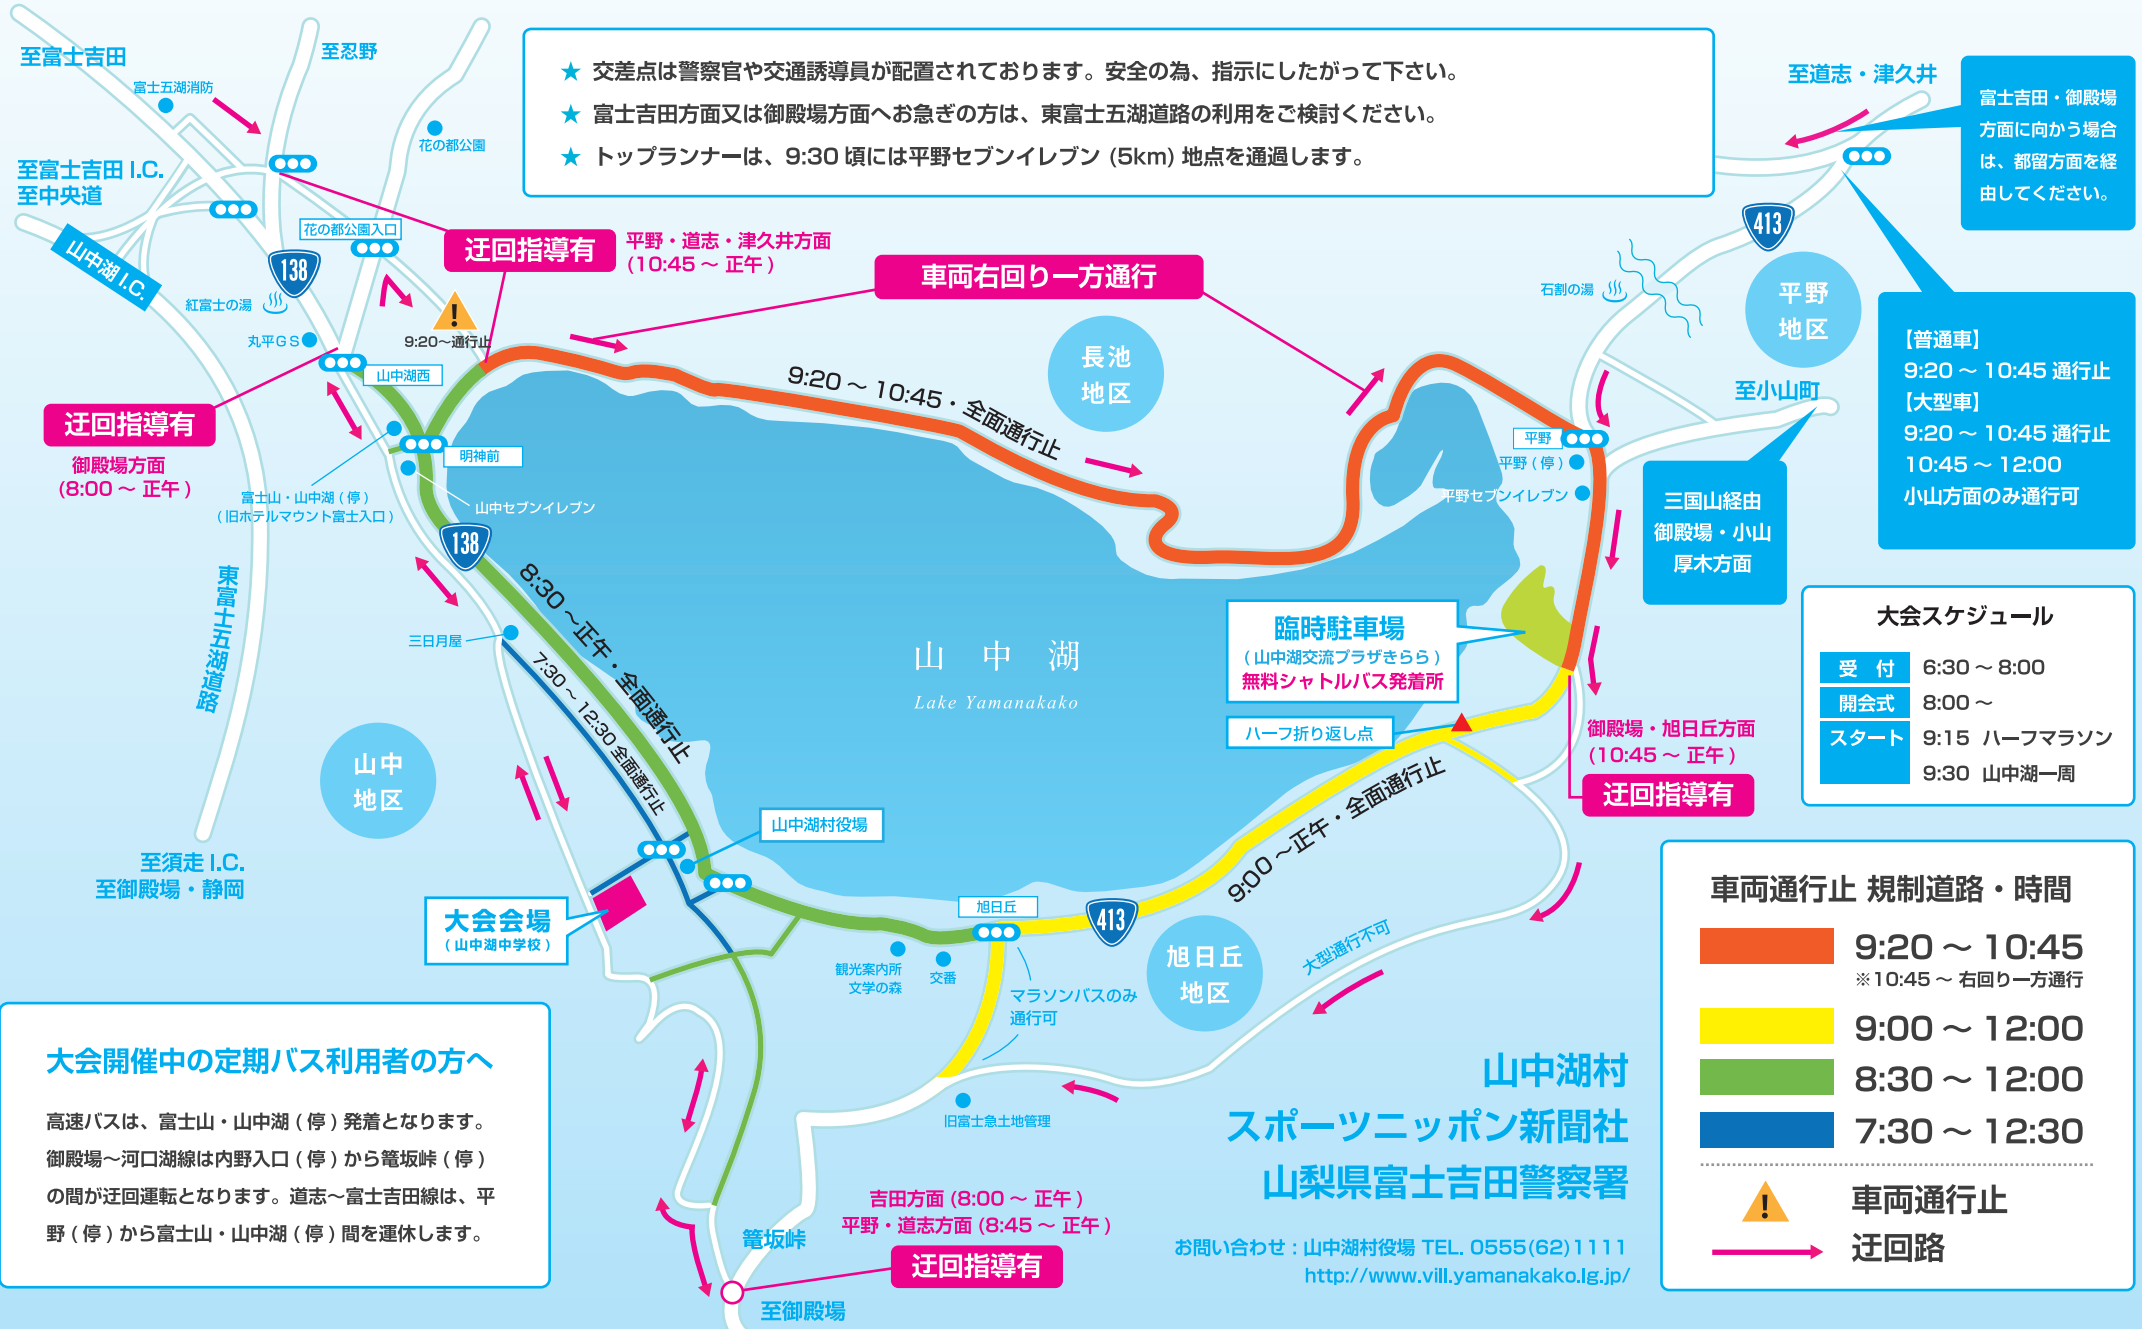 至富士吉田
至忍野
富士五湖消防
花の都公園
至富士吉田 I.C.
至中央道
山中湖 I.C.
花の都公園入口
138
紅富士の湯
丸平GS
山中湖西
9:20～通行止
★ 交差点は警察官や交通誘導員が配置されております。安全の為、指示にしたがって下さい。
★ 富士吉田方面又は御殿場方面へお急ぎの方は、東富士五湖道路の利用をご検討ください。
★ トップランナーは、9:30 頃には平野セブンイレブン (5km) 地点を通過します。
至道志・津久井
富士吉田・御殿場
方面に向かう場合
は、都留方面を経
由してください。
迂回指導有
平野・道志・津久井方面
(10:45 ～ 正午 )
車両右回り一方通行
413
石割の湯
平野
地区
長池
地区
【普通車】
9:20 ～ 10:45 通行止
【大型車】
9:20 ～ 10:45 通行止
10:45 ～ 12:00
小山方面のみ通行可
至小山町
9:20 ～ 10:45・全面通行止
迂回指導有
御殿場方面
(8:00 ～ 正午 )
明神前
富士山・山中湖 ( 停 )
( 旧ホテルマウント富士入口 )
山中セブンイレブン
138
平野
平野 ( 停 )
平野セブンイレブン
三国山経由
御殿場・小山
厚木方面
東富士五湖道路
8:30 ～正午・全面通行止
三日月屋
7:30 ～ 12:30 全面通行止
山中湖
Lake Yamanakako
臨時駐車場
( 山中湖交流プラザきらら )
無料シャトルバス発着所
ハーフ折り返し点
御殿場・旭日丘方面
(10:45 ～ 正午 )
迂回指導有
大会スケジュール
受 付 6:30 ～ 8:00
開会式 8:00 ～
スタート 9:15 ハーフマラソン
9:30 山中湖一周
山中
地区
9:00 ～正午・全面通行止
山中湖村役場
至須走 I.C.
至御殿場・静岡
大会会場
( 山中湖中学校 )
旭日丘
413
旭日丘
地区
観光案内所
文学の森
交番
マラソンバスのみ
通行可
大型通行不可
旧富士急土地管理
車両通行止 規制道路・時間
9:20 ～ 10:45
※10:45 ～ 右回り一方通行
9:00 ～ 12:00
8:30 ～ 12:00
7:30 ～ 12:30
車両通行止
迂回路
大会開催中の定期バス利用者の方へ
高速バスは、富士山・山中湖 ( 停 ) 発着となります。
御殿場～河口湖線は内野入口 ( 停 ) から篭坂峠 ( 停 )
の間が迂回運転となります。道志～富士吉田線は、平
野 ( 停 ) から富士山・山中湖 ( 停 ) 間を運休します。
吉田方面 (8:00 ～ 正午 )
平野・道志方面 (8:45 ～ 正午 )
迂回指導有
篭坂峠
至御殿場
山中湖村
スポーツニッポン新聞社
山梨県富士吉田警察署
お問い合わせ : 山中湖村役場 TEL. 0555(62)1111
http://www.vill.yamanakako.lg.jp/